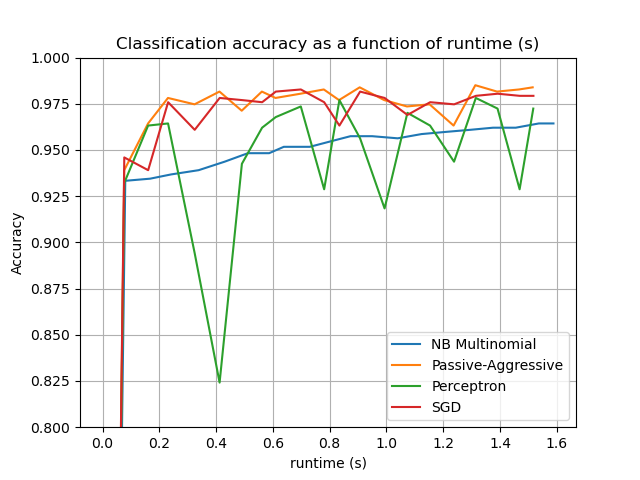 Classification accuracy as a function of runtime (s)
1.000
0.975
0.950
0.925
0.900
0.875
0.850
0.825
0.800
Accuracy
NB Multinomial
Passive-Aggressive
Perceptron
SGD
0.0 0.2 0.4 0.6 0.8 1.0 1.2 1.4 1.6
runtime (s)